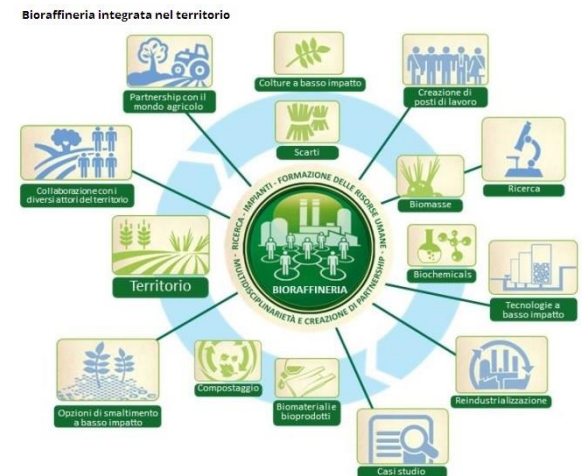 Bioraffineria integrata nel territorio
Partnership con il
mondo agricolo
Colture a basso impatto
Creazione di
posti di lavoro
Scarti
Collaborazione con i
diversi attori del territorio
Biomasse
Ricerca
RICERCA - IMPIANTI - FORMAZIONE DELLE RISORSE UMANE -
MULTIDISCIPLINARIETÀ E CREAZIONE DI PARTNERSHIP -
BIORAFFINERIA
Territorio
Biochemicals
Tecnologie a
basso impatto
Opzioni di smaltimento
a basso impatto
Compostaggio
Biomateriali e
bioprodotti
Reindustrializzazione
Casi studio